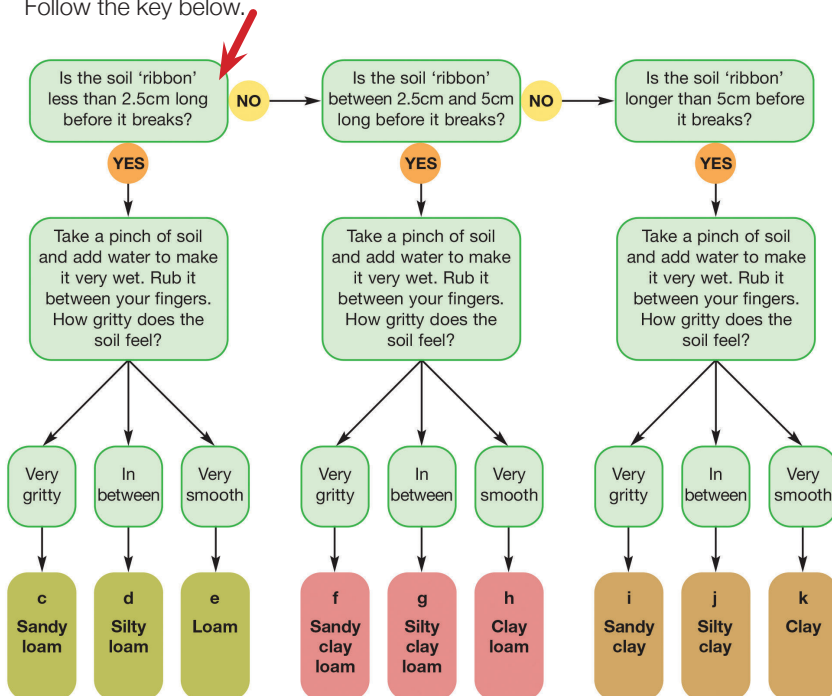 Follow the key below.
Is the soil ‘ribbon’
less than 2.5cm long
before it breaks?
NO
Is the soil ‘ribbon’
between 2.5cm and 5cm
long before it breaks?
NO
Is the soil ‘ribbon’
longer than 5cm before
it breaks?
YES
YES
YES
Take a pinch of soil
and add water to make
it very wet. Rub it
between your fingers.
How gritty does the
soil feel?
Take a pinch of soil
and add water to make
it very wet. Rub it
between your fingers.
How gritty does the
soil feel?
Take a pinch of soil
and add water to make
it very wet. Rub it
between your fingers.
How gritty does the
soil feel?
Very
gritty
In
between
Very
smooth
Very
gritty
In
between
Very
smooth
Very
gritty
In
between
Very
smooth
c
Sandy
loam
d
Silty
loam
e
Loam
f
Sandy
clay
loam
g
Silty
clay
loam
h
Clay
loam
i
Sandy
clay
j
Silty
clay
k
Clay